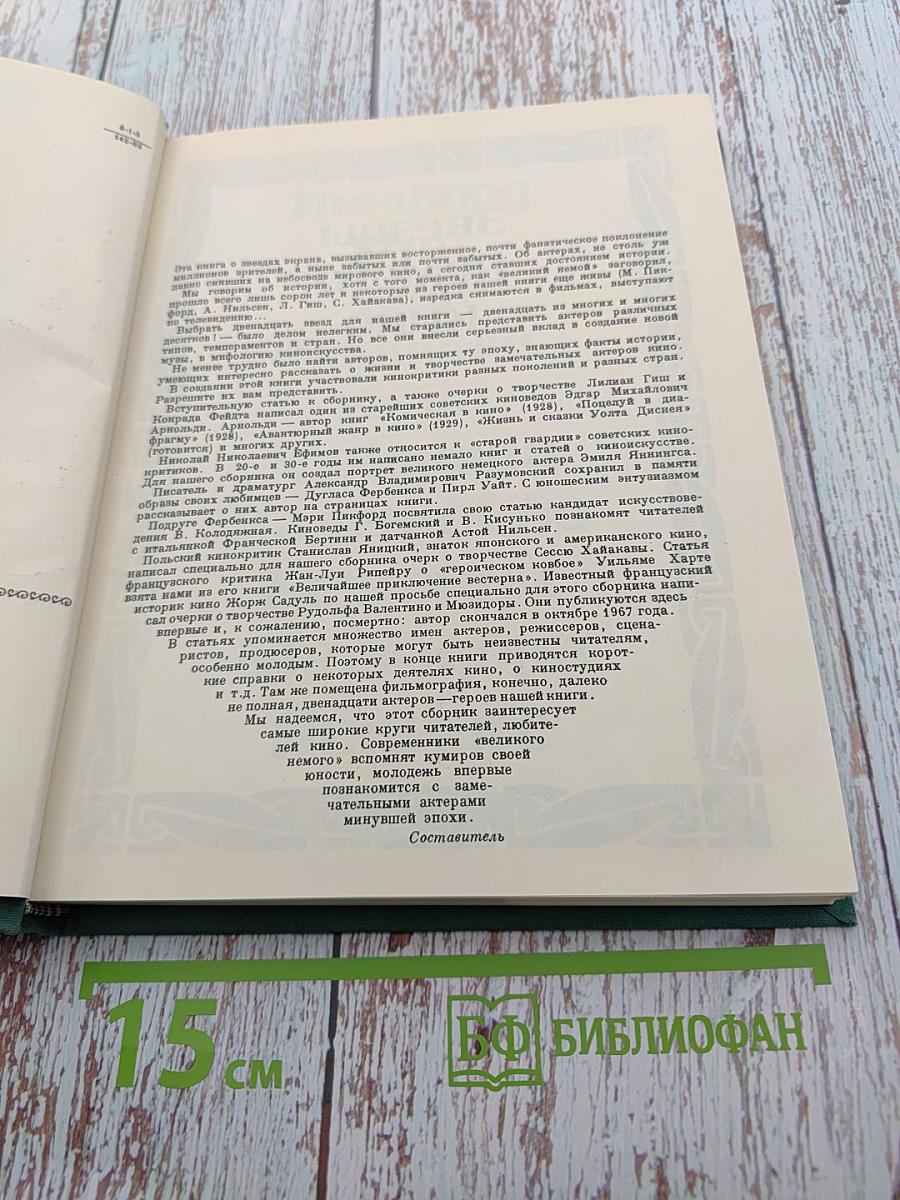 8-1-5
142-68
Эта книга о звездах экрана, вызывавших восторженное, почти фанатическое поклонение
миллионов зрителей, а ныне забытых или почти забытых. Об актерах, не столь уж
давно сиявших на небосводе мирового кино, а сегодня ставших достоянием истории.
Мы говорим об истории, хотя с того момента, как «великий немой» заговорил,
прошло всего лишь сорок лет и некоторые из героев нашей книги еще живы (М. Пик-
форд, А. Нильсен, Л. Гиш, С. Хайакава), изредка снимаются в фильмах, выступают
по телевидению...
Выбрать двенадцать звезд для нашей книги — двенадцать из многих и многих
десятков! — было делом нелегким. Мы старались представить актеров различных
типов, темпераментов и стран. Но все они внесли серьезный вклад в создание новой
музы, в мифологию киноискусства.
Не менее трудно было найти авторов, помнящих ту эпоху, знающих факты истории,
умеющих интересно рассказать о жизни и творчестве замечательных актеров кино.
В создании этой книги участвовали кинокритики разных поколений и разных стран.
Разрешите их вам представить.
Вступительную статью к сборнику, а также очерки о творчестве Лилиан Гиш и
Конрада Фейдта написал один из старейших советских киноведов Эдгар Михайлович
Арнольди. Арнольди — автор книг «Комическая в кино» (1928), «Поцелуй в диа-
фрагму» (1928), «Авантюрный жанр в кино» (1929), «Жизнь и сказки Уолта Диснея»
(готовится) и многих других.
Николай Николаевич Ефимов также относится к «старой гвардии» советских кино-
критиков. В 20-е и 30-е годы им написано немало книг и статей о киноискусстве.
Для нашего сборника он создал портрет великого немецкого актера Эмиля Яннингса.
Писатель и драматург Александр Владимирович Разумовский сохранил в памяти
образы своих любимцев — Дугласа Фербенкса и Пирл Уайт. С юношеским энтузиазмом
рассказывает о них автор на страницах книги.
Подруге Фербенкса — Мэри Пикфорд посвятила свою статью кандидат искусствове-
дения В. Колодяжная. Киноведы Г. Богемский и В. Кисунько познакомят читателей
с итальянкой Франческой Бертини и датчанкой Астой Нильсен.
Польский кинокритик Станислав Яницкий, знаток японского и американского кино,
написал специально для нашего сборника очерк о творчестве Сессю Хайакавы. Статья
французского критика Жан-Луи Рипейру о «героическом ковбое» Уильяме Харте
взята нами из его книги «Величайшее приключение вестерна». Известный французский
историк кино Жорж Садуль по нашей просьбе специально для этого сборника напи-
сал очерки о творчестве Рудольфа Валентино и Мюзидоры. Они публикуются здесь
впервые и, к сожалению, посмертно: автор скончался в октябре 1967 года.
В статьях упоминается множество имен актеров, режиссеров, сцена-
ристов, продюсеров, которые могут быть неизвестны читателям,
особенно молодым. Поэтому в конце книги приводятся корот-
кие справки о некоторых деятелях кино, о киностудиях
и т.д. Там же помещена фильмография, конечно, далеко
не полная, двенадцати актеров—героев нашей книги.
Мы надеемся, что этот сборник заинтересует
самые широкие круги читателей, любите-
лей кино. Современники «великого
немого» вспомнят кумиров своей
юности, молодежь впервые
познакомится с заме-
чательными актерами
минувшей эпохи.
Составитель
15 см
БФ БИБЛИОФАН